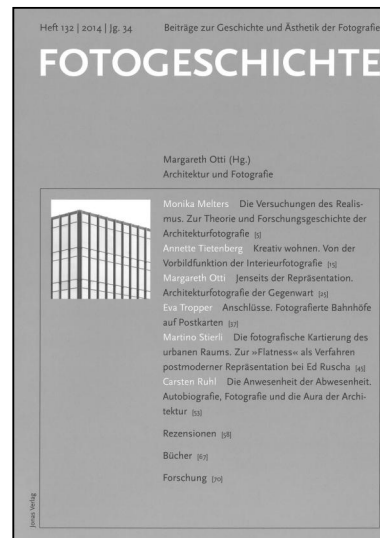 Heft 132 | 2014 | Jg. 34 Beiträge zur Geschichte und Ästhetik der Fotografie
FOTOGESCHICHTE
Margareth Otti (Hg.)
Architektur und Fotografie
Monika Melters Die Versuchungen des Realis-
mus. Zur Theorie und Forschungsgeschichte der
Architekturfotografie [5]
Annette Tietenberg Kreativ wohnen. Von der
Vorbildfunktion der Interieurfotografie [15]
Margareth Otti Jenseits der Repräsentation.
Architekturfotografie der Gegenwart [25]
Eva Tropper Anschlüsse. Fotografierte Bahnhöfe
auf Postkarten [37]
Martino Stierli Die fotografische Kartierung des
urbanen Raums. Zur »Flatness« als Verfahren
postmoderner Repräsentation bei Ed Ruscha [45]
Carsten Ruhl Die Anwesenheit der Abwesenheit.
Autobiografie, Fotografie und die Aura der Archi-
tektur [53]
Rezensionen [58]
Bücher [67]
Forschung [70]
Jonas Verlag